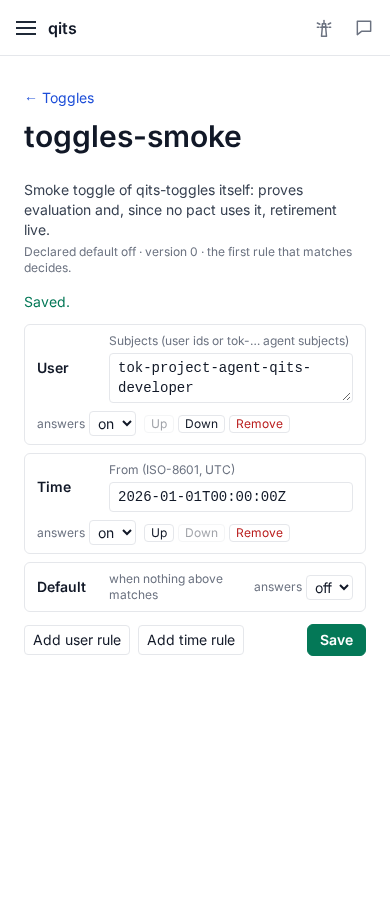 qits
← Toggles
toggles-smoke
Smoke toggle of qits-toggles itself: proves
evaluation and, since no pact uses it, retirement
live.
Declared default off · version 0 · the first rule that matches
decides.
Saved.
Subjects (user ids or tok-… agent subjects)
User
tok-project-agent-qits-
developer
answers on Up Down Remove
From (ISO-8601, UTC)
Time
2026-01-01T00:00:00Z
answers on Up Down Remove
Default when nothing above
matches answers off
Add user rule Add time rule Save